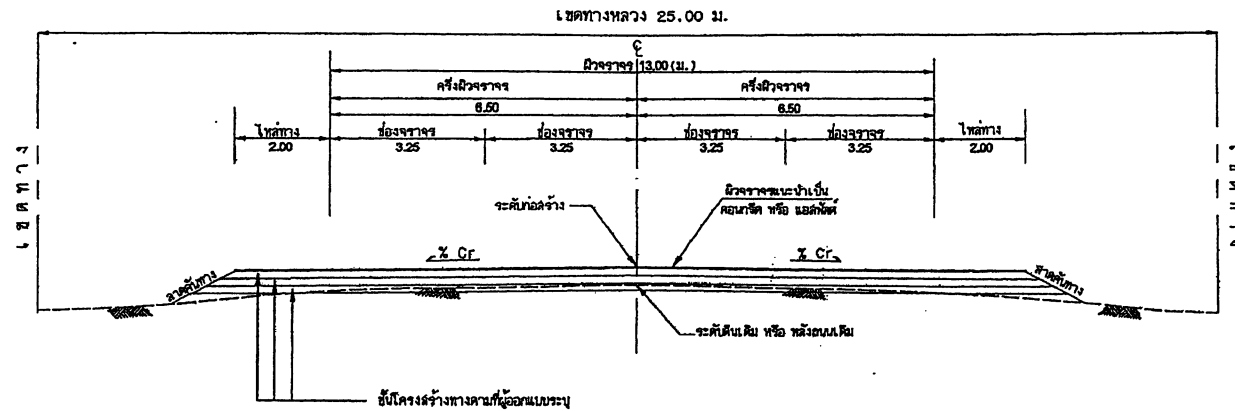 เขตทางหลวง 25.00 ม.
℄
ผิวจราจร 13.00 (ม.)
ครึ่งผิวจราจร ครึ่งผิวจราจร
6.50 6.50
ไหล่ทาง ช่องจราจร ช่องจราจร ช่องจราจร ช่องจราจร ไหล่ทาง
2.00 3.25 3.25 3.25 3.25 2.00
เขตทาง
ระดับก่อสร้าง
ผิวจราจรแนะนำเป็น
คอนกรีต หรือ แอสฟัลต์
% Cr % Cr
ลาดคันทาง ลาดคันทาง
ระดับดินเดิม หรือ หลังถนนเดิม
ชั้นโครงสร้างทางตามที่ผู้ออกแบบระบุ